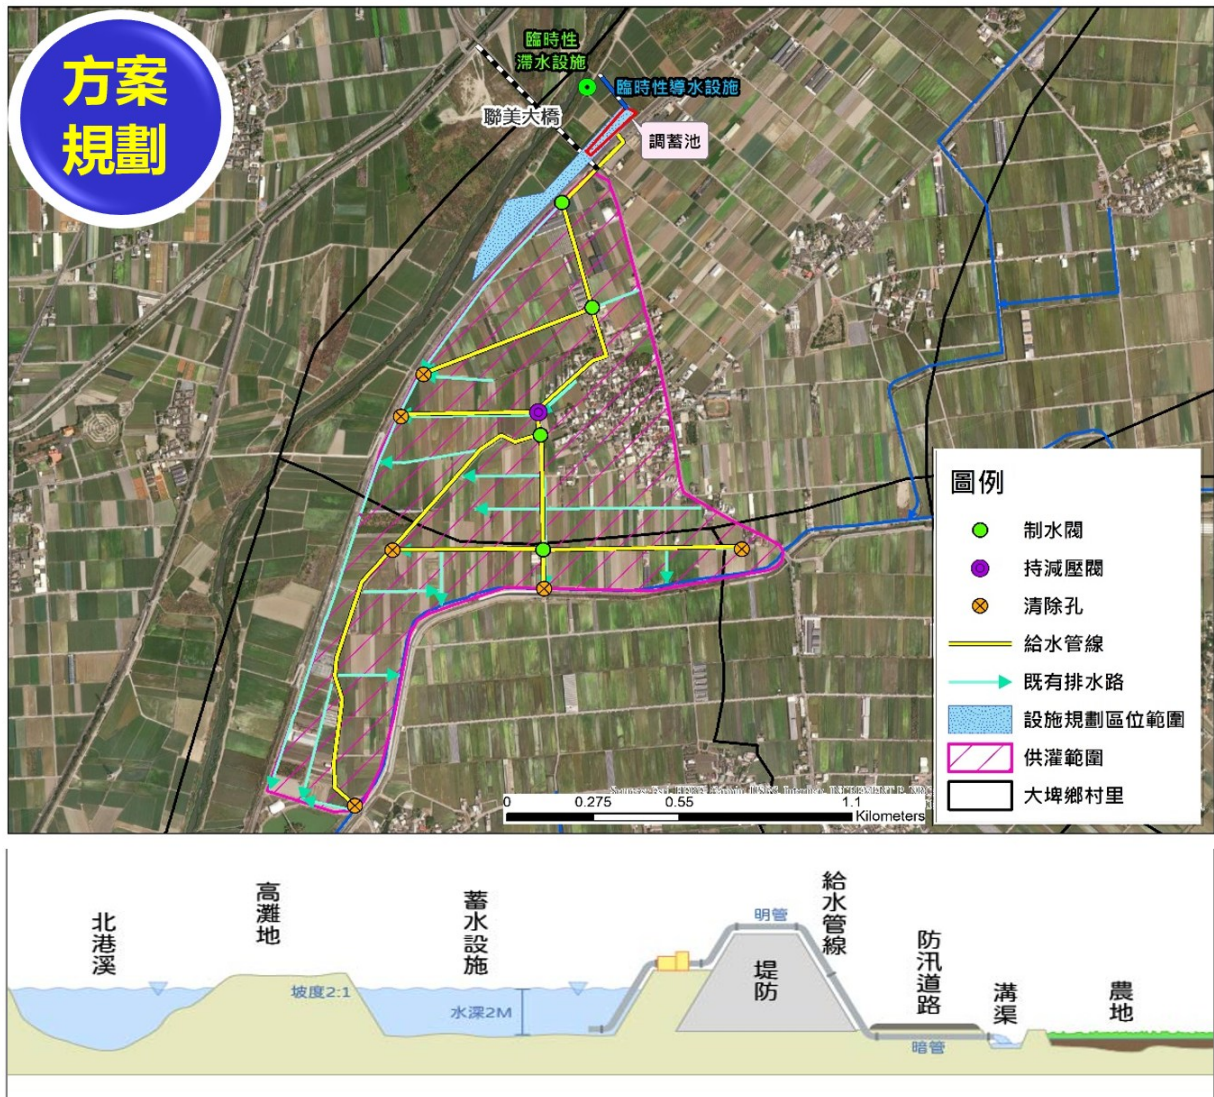 方案
規劃
臨時性
滯水設施
臨時性導水設施
聯美大橋
調蓄池
圖例
制水閥
持減壓閥
清除孔
給水管線
既有排水路
設施規劃區位範圍
供灌範圍
大埤鄉村里
0 0.275 0.55 1.1
Kilometers
北港溪
高灘地
蓄水設施
給水管線
明管
堤防
防汛道路
溝渠
農地
坡度2:1
水深2M
暗管